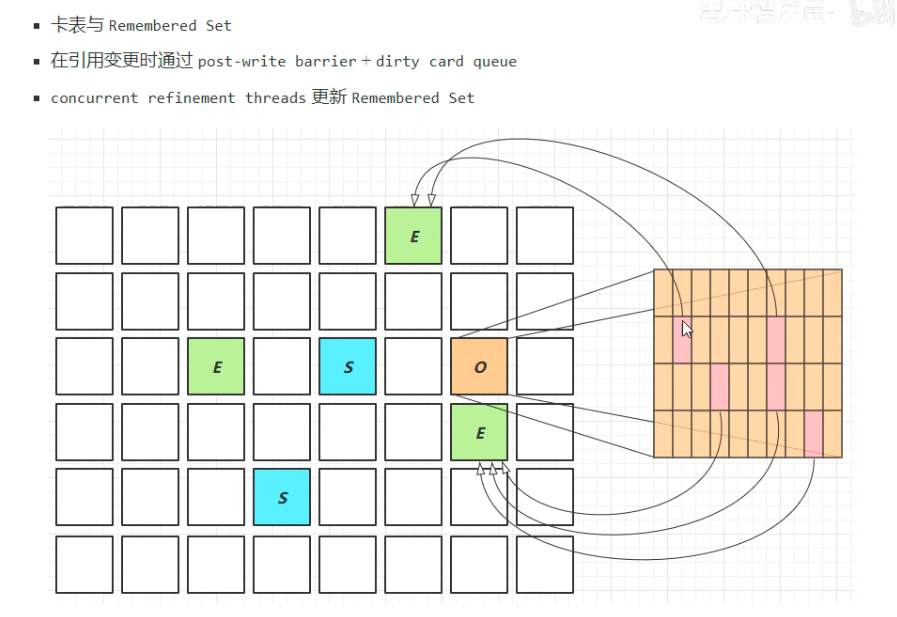 卡表与 Remembered Set
在引用变更时通过 post-write barrier + dirty card queue
concurrent refinement threads 更新 Remembered Set
E
E
S
O
E
S